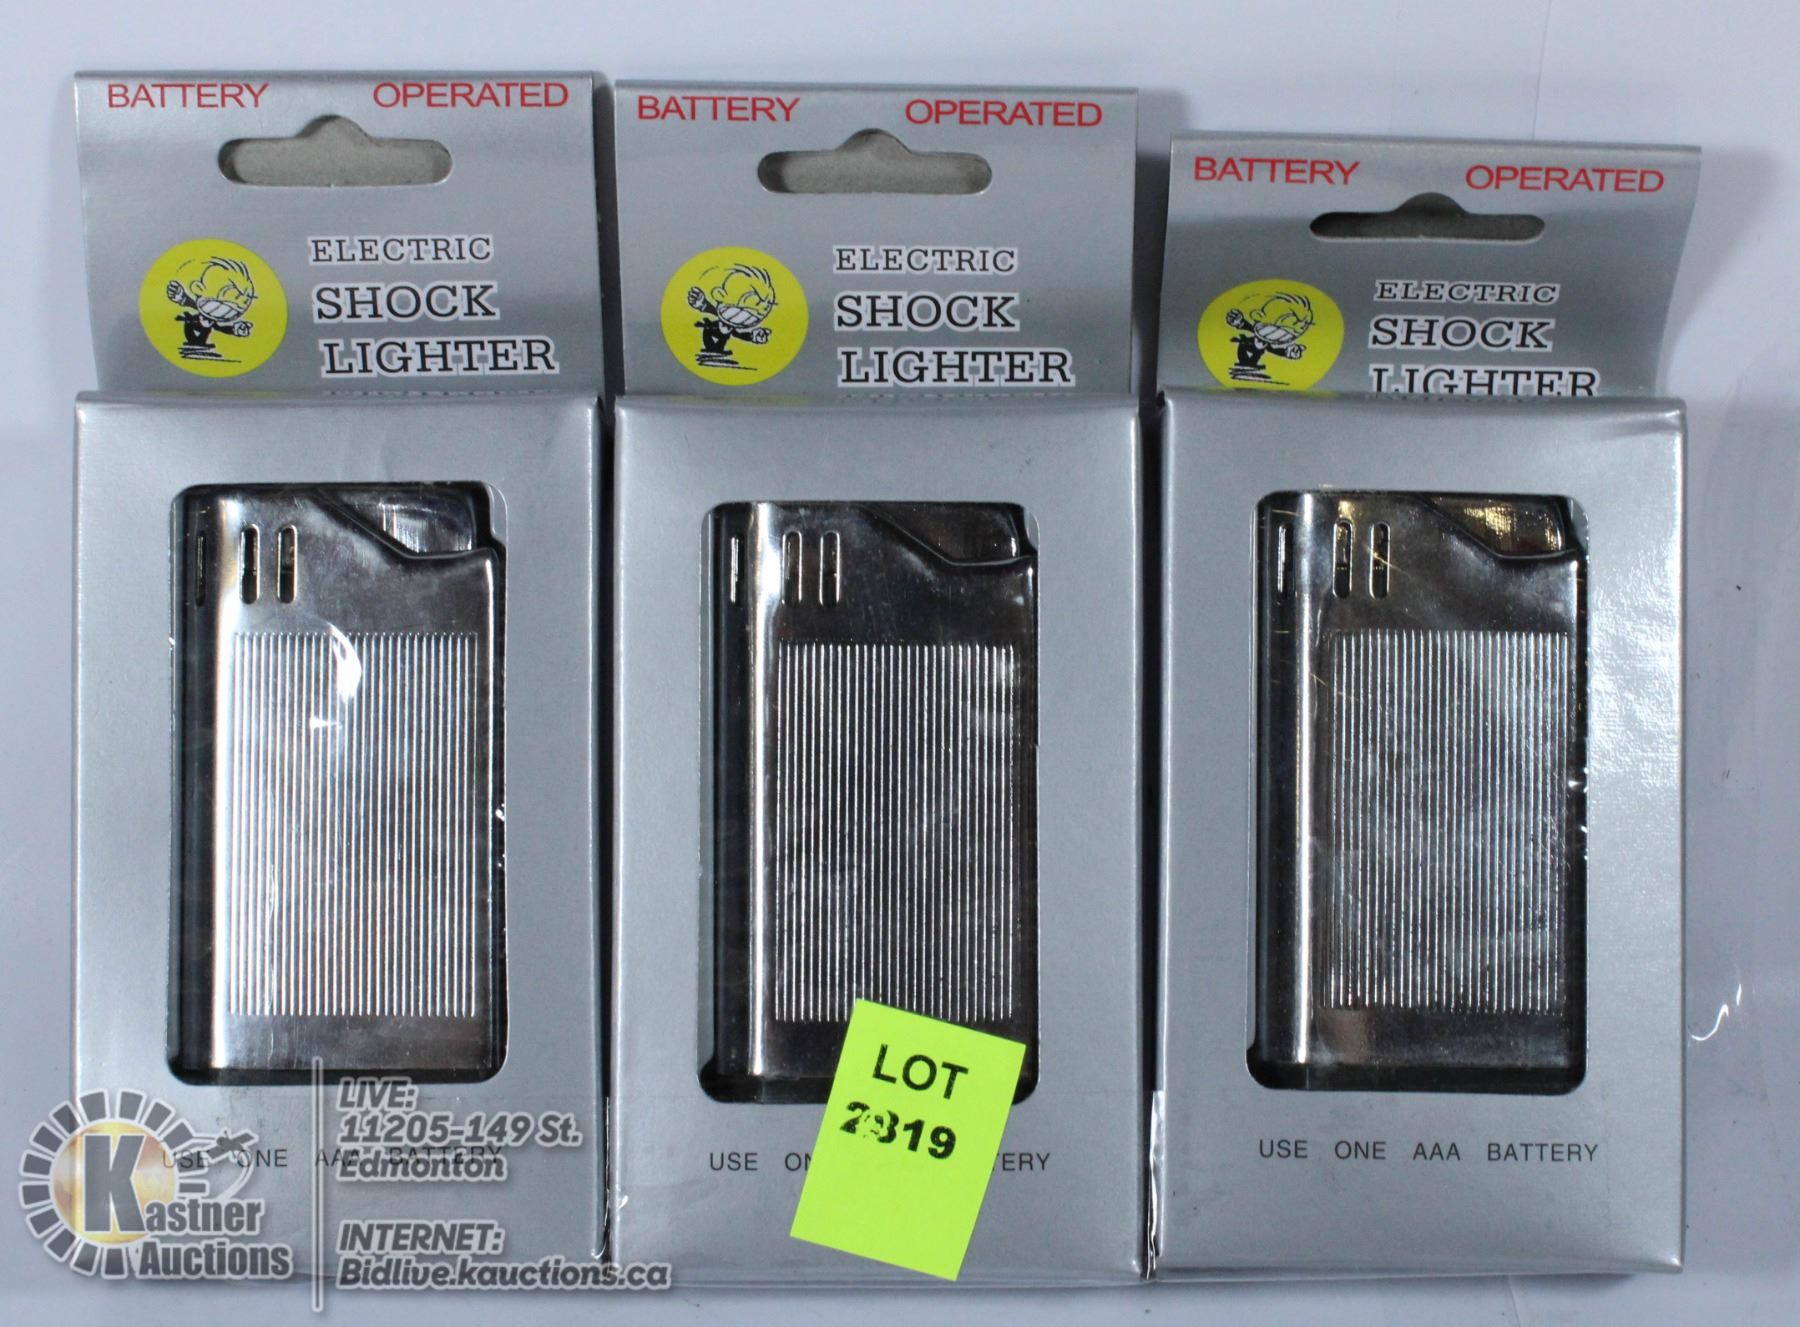 BATTERY OPERATED
ELECTRIC
SHOCK
LIGHTER
BATTERY OPERATED
ELECTRIC
SHOCK
LIGHTER
BATTERY OPERATED
ELECTRIC
SHOCK
LIGHTER
USE ONE AAA BATTERY
USE
LOT
USE ONE AAA BATTERY
Kastner
Auctions
LIVE:
11205-149 St.
Edmonton
INTERNET:
Bidlive.kauctions.ca